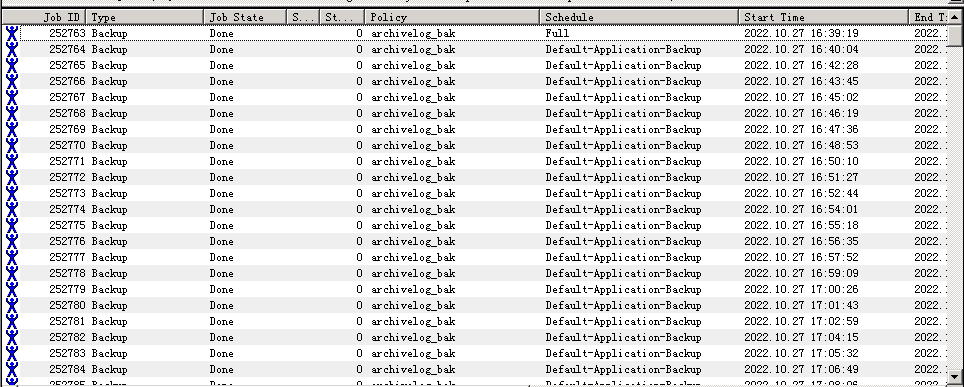 Job ID Type Job State S... St... Policy Schedule Start Time End T
252763 Backup Done 0 archivelog_bak Full 2022.10.27 16:39:19 2022.
252764 Backup Done 0 archivelog_bak Default-Application-Backup 2022.10.27 16:40:04 2022.
252765 Backup Done 0 archivelog_bak Default-Application-Backup 2022.10.27 16:42:28 2022.
252766 Backup Done 0 archivelog_bak Default-Application-Backup 2022.10.27 16:43:45 2022.
252767 Backup Done 0 archivelog_bak Default-Application-Backup 2022.10.27 16:45:02 2022.
252768 Backup Done 0 archivelog_bak Default-Application-Backup 2022.10.27 16:46:19 2022.
252769 Backup Done 0 archivelog_bak Default-Application-Backup 2022.10.27 16:47:36 2022.
252770 Backup Done 0 archivelog_bak Default-Application-Backup 2022.10.27 16:48:53 2022.
252771 Backup Done 0 archivelog_bak Default-Application-Backup 2022.10.27 16:50:10 2022.
252772 Backup Done 0 archivelog_bak Default-Application-Backup 2022.10.27 16:51:27 2022.
252773 Backup Done 0 archivelog_bak Default-Application-Backup 2022.10.27 16:52:44 2022.
252774 Backup Done 0 archivelog_bak Default-Application-Backup 2022.10.27 16:54:01 2022.
252775 Backup Done 0 archivelog_bak Default-Application-Backup 2022.10.27 16:55:18 2022.
252776 Backup Done 0 archivelog_bak Default-Application-Backup 2022.10.27 16:56:35 2022.
252777 Backup Done 0 archivelog_bak Default-Application-Backup 2022.10.27 16:57:52 2022.
252778 Backup Done 0 archivelog_bak Default-Application-Backup 2022.10.27 16:59:09 2022.
252779 Backup Done 0 archivelog_bak Default-Application-Backup 2022.10.27 17:00:26 2022.
252780 Backup Done 0 archivelog_bak Default-Application-Backup 2022.10.27 17:01:43 2022.
252781 Backup Done 0 archivelog_bak Default-Application-Backup 2022.10.27 17:02:59 2022.
252782 Backup Done 0 archivelog_bak Default-Application-Backup 2022.10.27 17:04:15 2022.
252783 Backup Done 0 archivelog_bak Default-Application-Backup 2022.10.27 17:05:32 2022.
252784 Backup Done 0 archivelog_bak Default-Application-Backup 2022.10.27 17:06:49 2022.